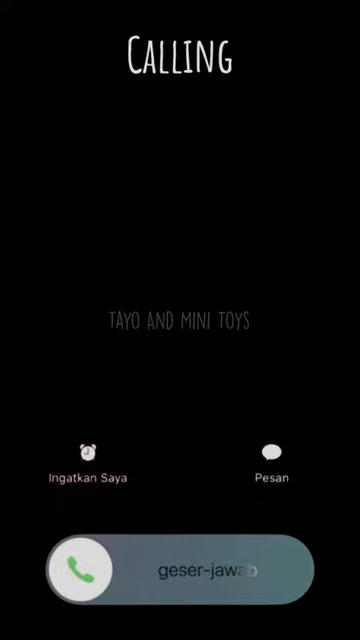 CALLING
TAYO AND MINI TOYS
Ingatkan Saya
Pesan
geser-jawab